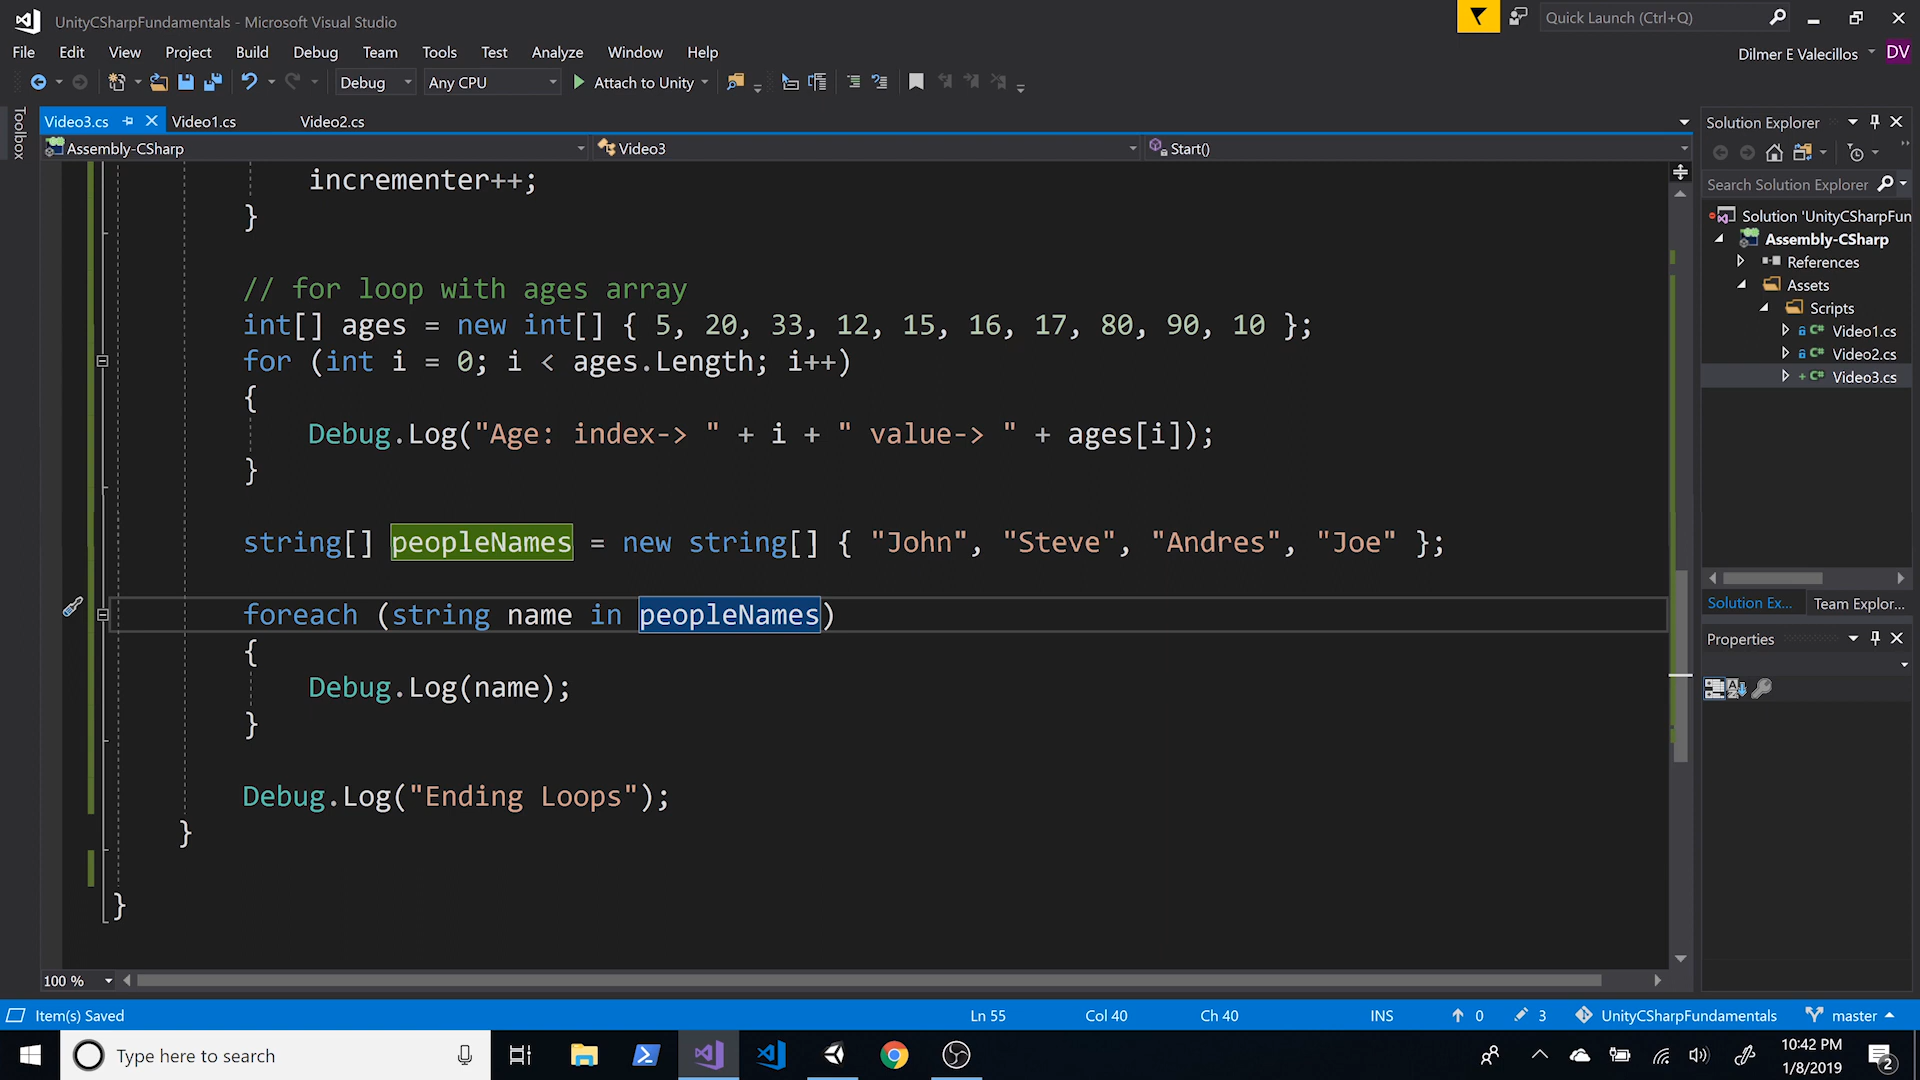 UnityCSharpFundamentals - Microsoft Visual Studio
Quick Launch (Ctrl+Q)
File Edit View Project Build Debug Team Tools Test Analyze Window Help
Dilmer E Valecillos DV
Debug Any CPU Attach to Unity
Toolbox
Video3.cs Video1.cs Video2.cs
Assembly-CSharp Video3 Start()
incrementer++;
}
// for loop with ages array
int[] ages = new int[] { 5, 20, 33, 12, 15, 16, 17, 80, 90, 10 };
for (int i = 0; i < ages.Length; i++)
{
Debug.Log("Age: index-> " + i + " value-> " + ages[i]);
}
string[] peopleNames = new string[] { "John", "Steve", "Andres", "Joe" };
foreach (string name in peopleNames)
{
Debug.Log(name);
}
Debug.Log("Ending Loops");
}
}
100 %
Solution Explorer
Search Solution Explorer
Solution 'UnityCSharpFun
Assembly-CSharp
References
Assets
Scripts
C# Video1.cs
C# Video2.cs
+ C# Video3.cs
Solution Ex... Team Explor...
Properties
Item(s) Saved Ln 55 Col 40 Ch 40 INS 0 3 UnityCSharpFundamentals master
Type here to search
10:42 PM
1/8/2019
2